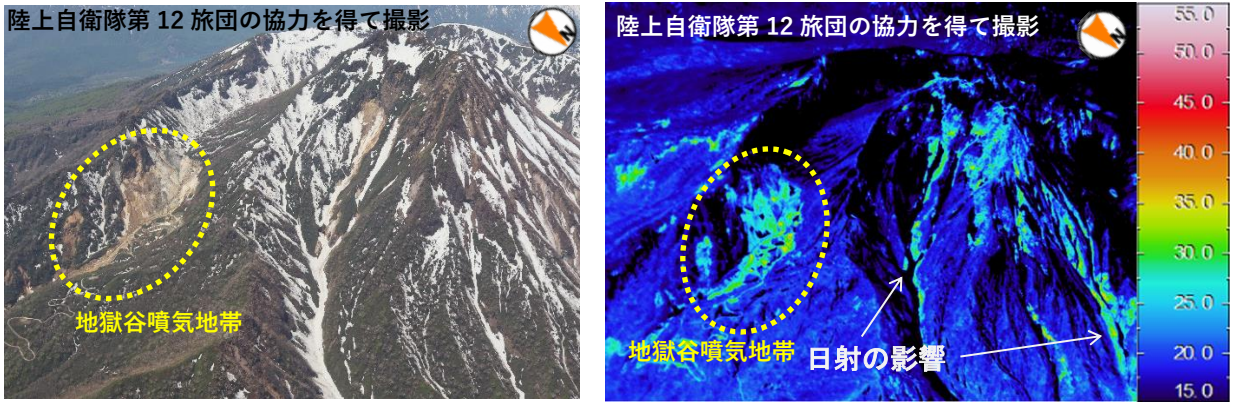 陸上自衛隊第 12 旅団の協力を得て撮影
N
地獄谷噴気地帯
陸上自衛隊第 12 旅団の協力を得て撮影
N
地獄谷噴気地帯
日射の影響
55.0
50.0
45.0
40.0
35.0
30.0
25.0
20.0
15.0